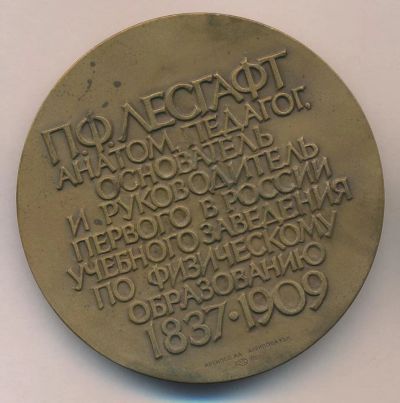 П Ф ЛЕСГАФТ
АНАТОМ, ПЕДАГОГ,
ОСНОВАТЕЛЬ
И РУКОВОДИТЕЛЬ
ПЕРВОГО В РОССИИ
УЧЕБНОГО ЗАВЕДЕНИЯ
ПО ФИЗИЧЕСКОМУ
ОБРАЗОВАНИЮ
1837·1909